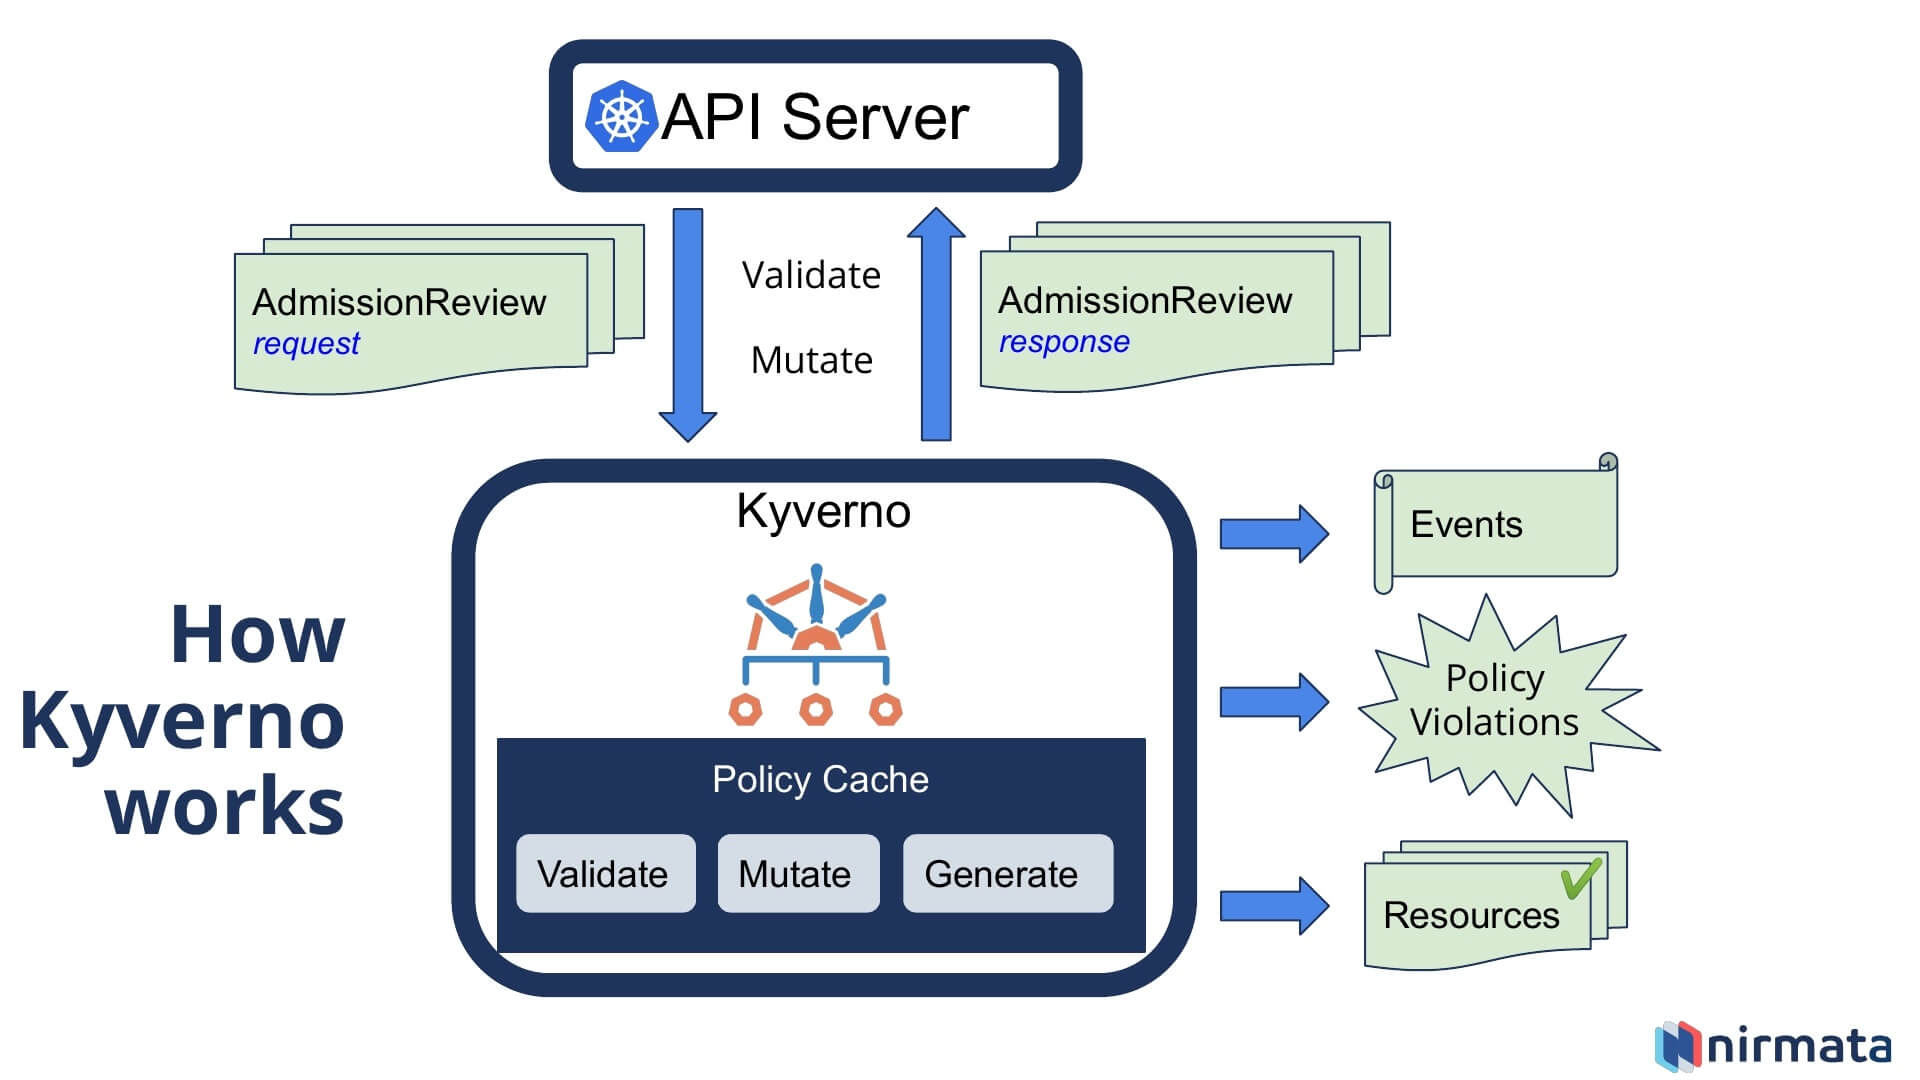 API Server
AdmissionReview
request
Validate
Mutate
AdmissionReview
response
Kyverno
Policy Cache
Validate
Mutate
Generate
Events
Policy
Violations
Resources
How
Kyverno
works
nirmata